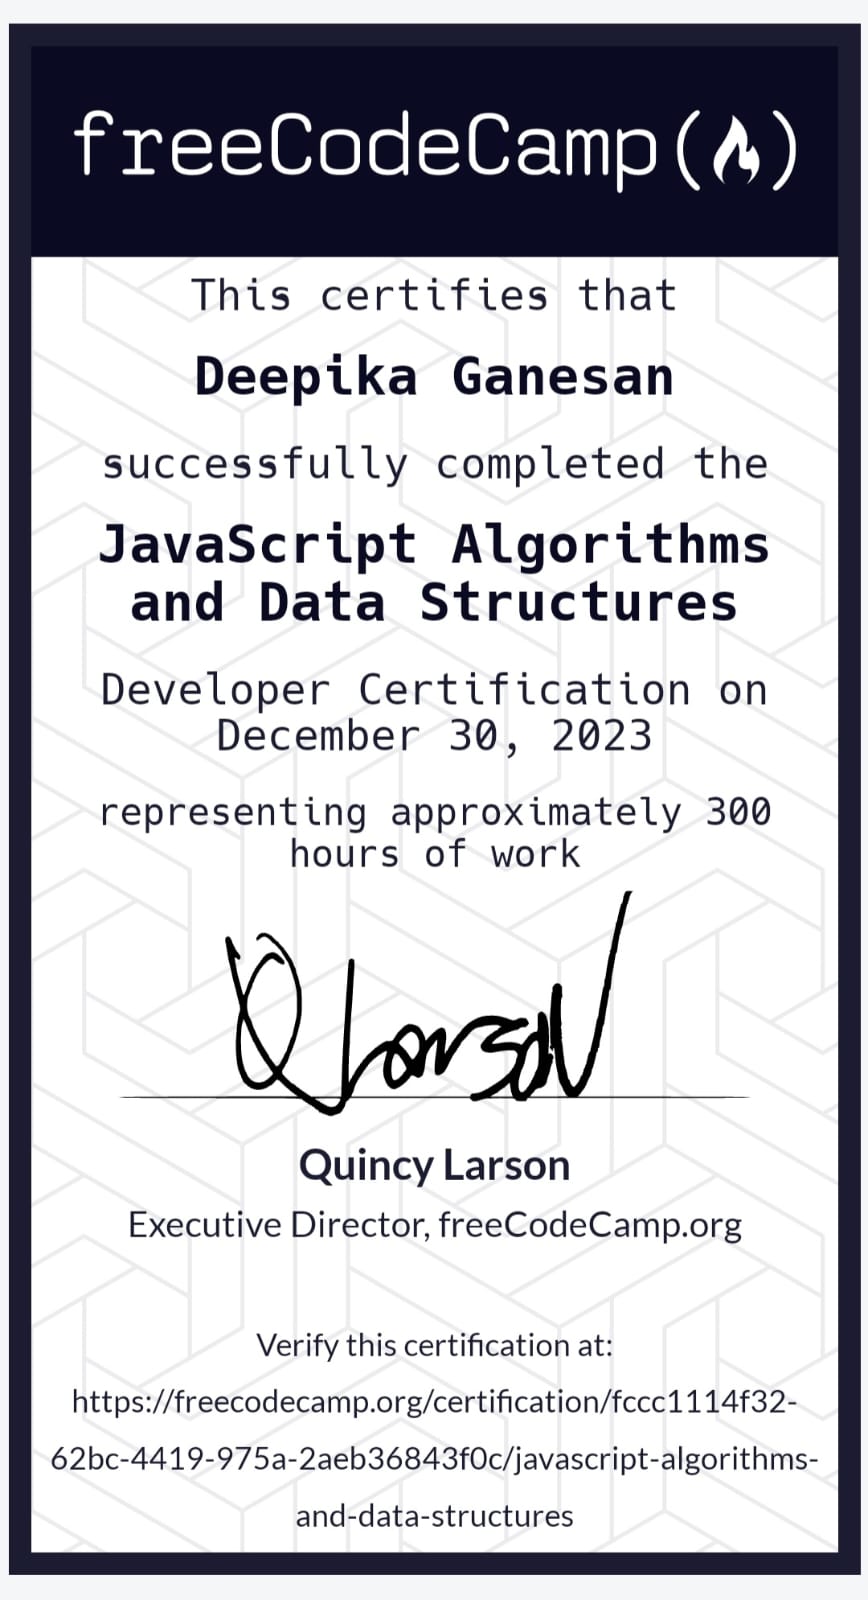 freeCodeCamp
This certifies that
Deepika Ganesan
successfully completed the
JavaScript Algorithms
and Data Structures
Developer Certification on
December 30, 2023
representing approximately 300
hours of work
Q Larson
Quincy Larson
Executive Director, freeCodeCamp.org
Verify this certification at:
https://freecodecamp.org/certification/fccc1114f32-
62bc-4419-975a-2aeb36843f0c/javascript-algorithms-
and-data-structures